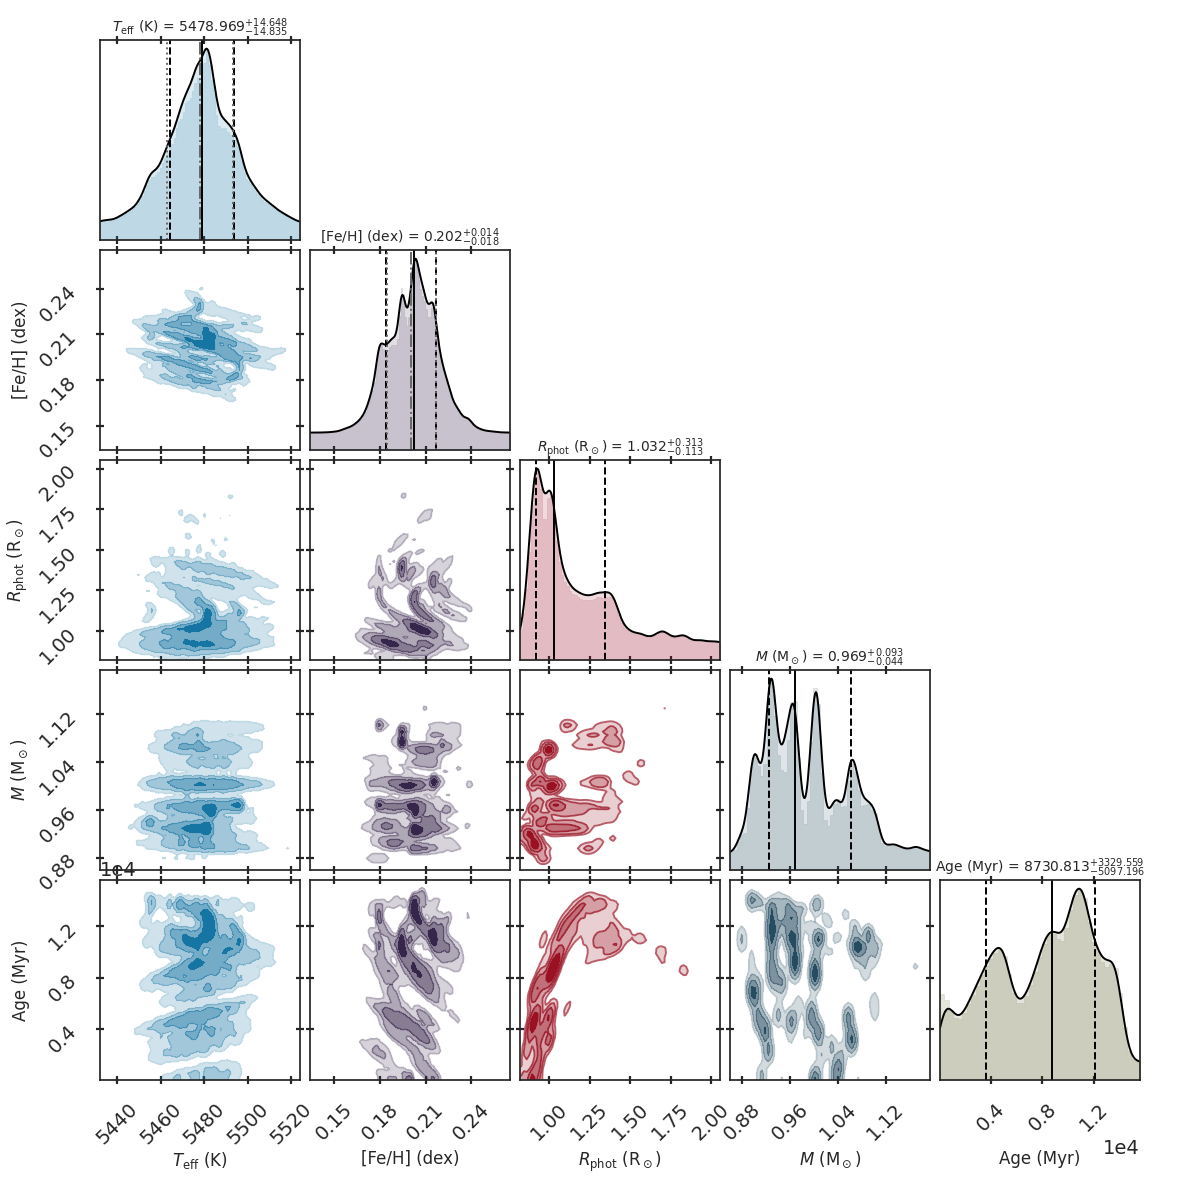 T_eff (K) = 5478.969 +14.648 −14.835
[Fe/H] (dex) = 0.202 +0.014 −0.018
[Fe/H] (dex)
0.24
0.21
0.18
0.15
R_phot (R⊙) = 1.032 +0.313 −0.113
R_phot (R⊙)
2.00
1.75
1.50
1.25
1.00
M (M⊙) = 0.969 +0.093 −0.044
M (M⊙)
1.12
1.04
0.96
0.88
1e4
Age (Myr) = 8730.813 +3329.559 −5097.196
Age (Myr)
1.2
0.8
0.4
5440 5460 5480 5500 5520 0.15 0.18 0.21 0.24 1.00 1.25 1.50 1.75 2.00 0.88 0.96 1.04 1.12 0.4 0.8 1.2
1e4
T_eff (K) [Fe/H] (dex) R_phot (R⊙) M (M⊙) Age (Myr)